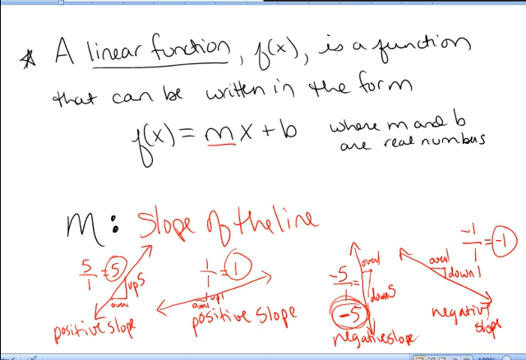 * A linear function, f(x), is a function
that can be written in the form
f(x) = mx + b where m and b
are real numbers
m: slope of the line
5/1 = 5 up 5 over 1 positive slope
1/1 = 1 over 1 up 1 positive slope
-5/1 = -5 over 1 down 5 negative slope
-1/1 = -1 over 1 down 1 negative slope